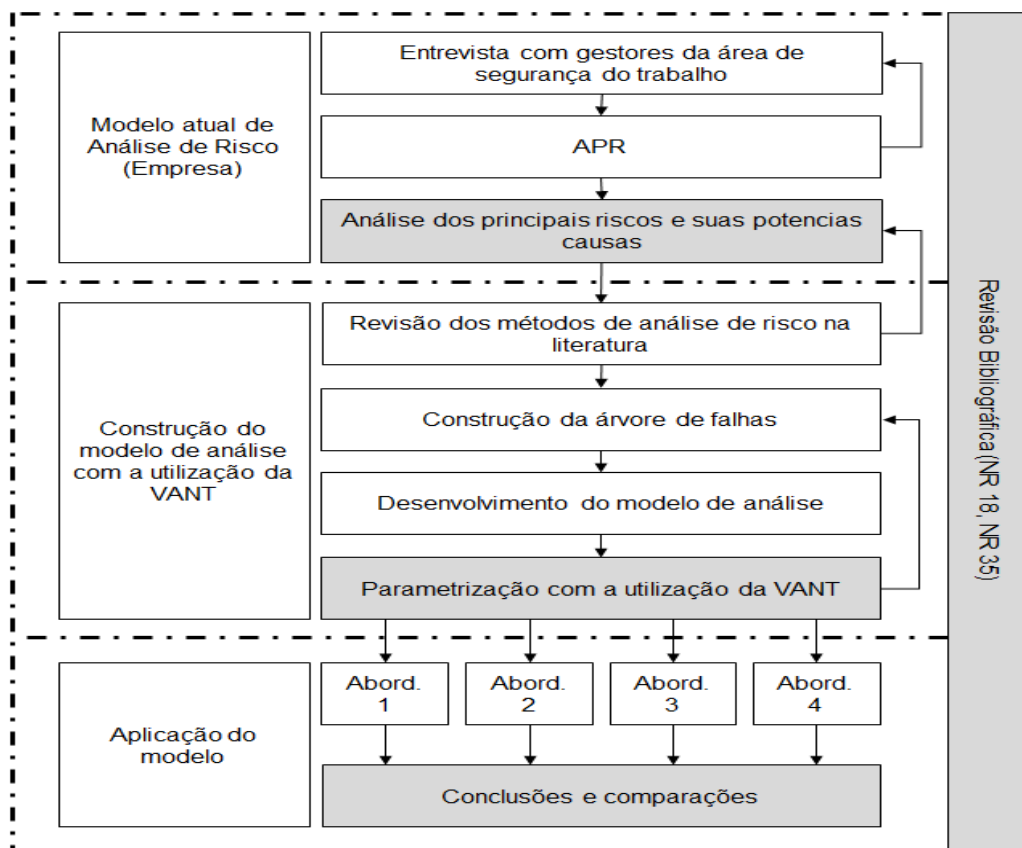 Modelo atual de
Análise de Risco
(Empresa)
Entrevista com gestores da área de
segurança do trabalho
APR
Análise dos principais riscos e suas potencias
causas
Construção do
modelo de análise
com a utilização da
VANT
Revisão dos métodos de análise de risco na
literatura
Construção da árvore de falhas
Desenvolvimento do modelo de análise
Parametrização com a utilização da VANT
Aplicação do
modelo
Abord.
1
Abord.
2
Abord.
3
Abord.
4
Conclusões e comparações
Revisão Bibliográfica (NR 18, NR 35)